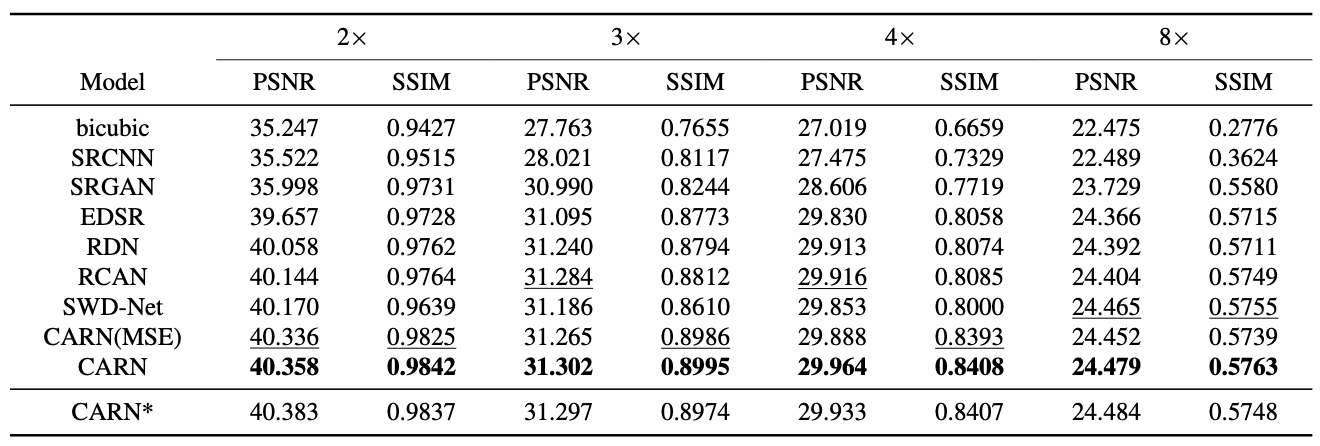 2× 3× 4× 8×
Model PSNR SSIM PSNR SSIM PSNR SSIM PSNR SSIM
bicubic 35.247 0.9427 27.763 0.7655 27.019 0.6659 22.475 0.2776
SRCNN 35.522 0.9515 28.021 0.8117 27.475 0.7329 22.489 0.3624
SRGAN 35.998 0.9731 30.990 0.8244 28.606 0.7719 23.729 0.5580
EDSR 39.657 0.9728 31.095 0.8773 29.830 0.8058 24.366 0.5715
RDN 40.058 0.9762 31.240 0.8794 29.913 0.8074 24.392 0.5711
RCAN 40.144 0.9764 31.284 0.8812 29.916 0.8085 24.404 0.5749
SWD-Net 40.170 0.9639 31.186 0.8610 29.853 0.8000 24.465 0.5755
CARN(MSE) 40.336 0.9825 31.265 0.8986 29.888 0.8393 24.452 0.5739
CARN 40.358 0.9842 31.302 0.8995 29.964 0.8408 24.479 0.5763
CARN* 40.383 0.9837 31.297 0.8974 29.933 0.8407 24.484 0.5748